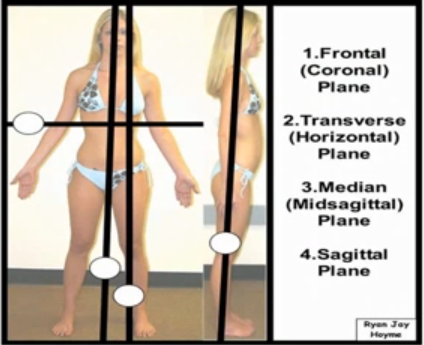 1.Frontal
(Coronal)
Plane
2.Transverse
(Horizontal)
Plane
3.Median
(Midsagittal)
Plane
4.Sagittal
Plane
Ryan Jay
Hoyme